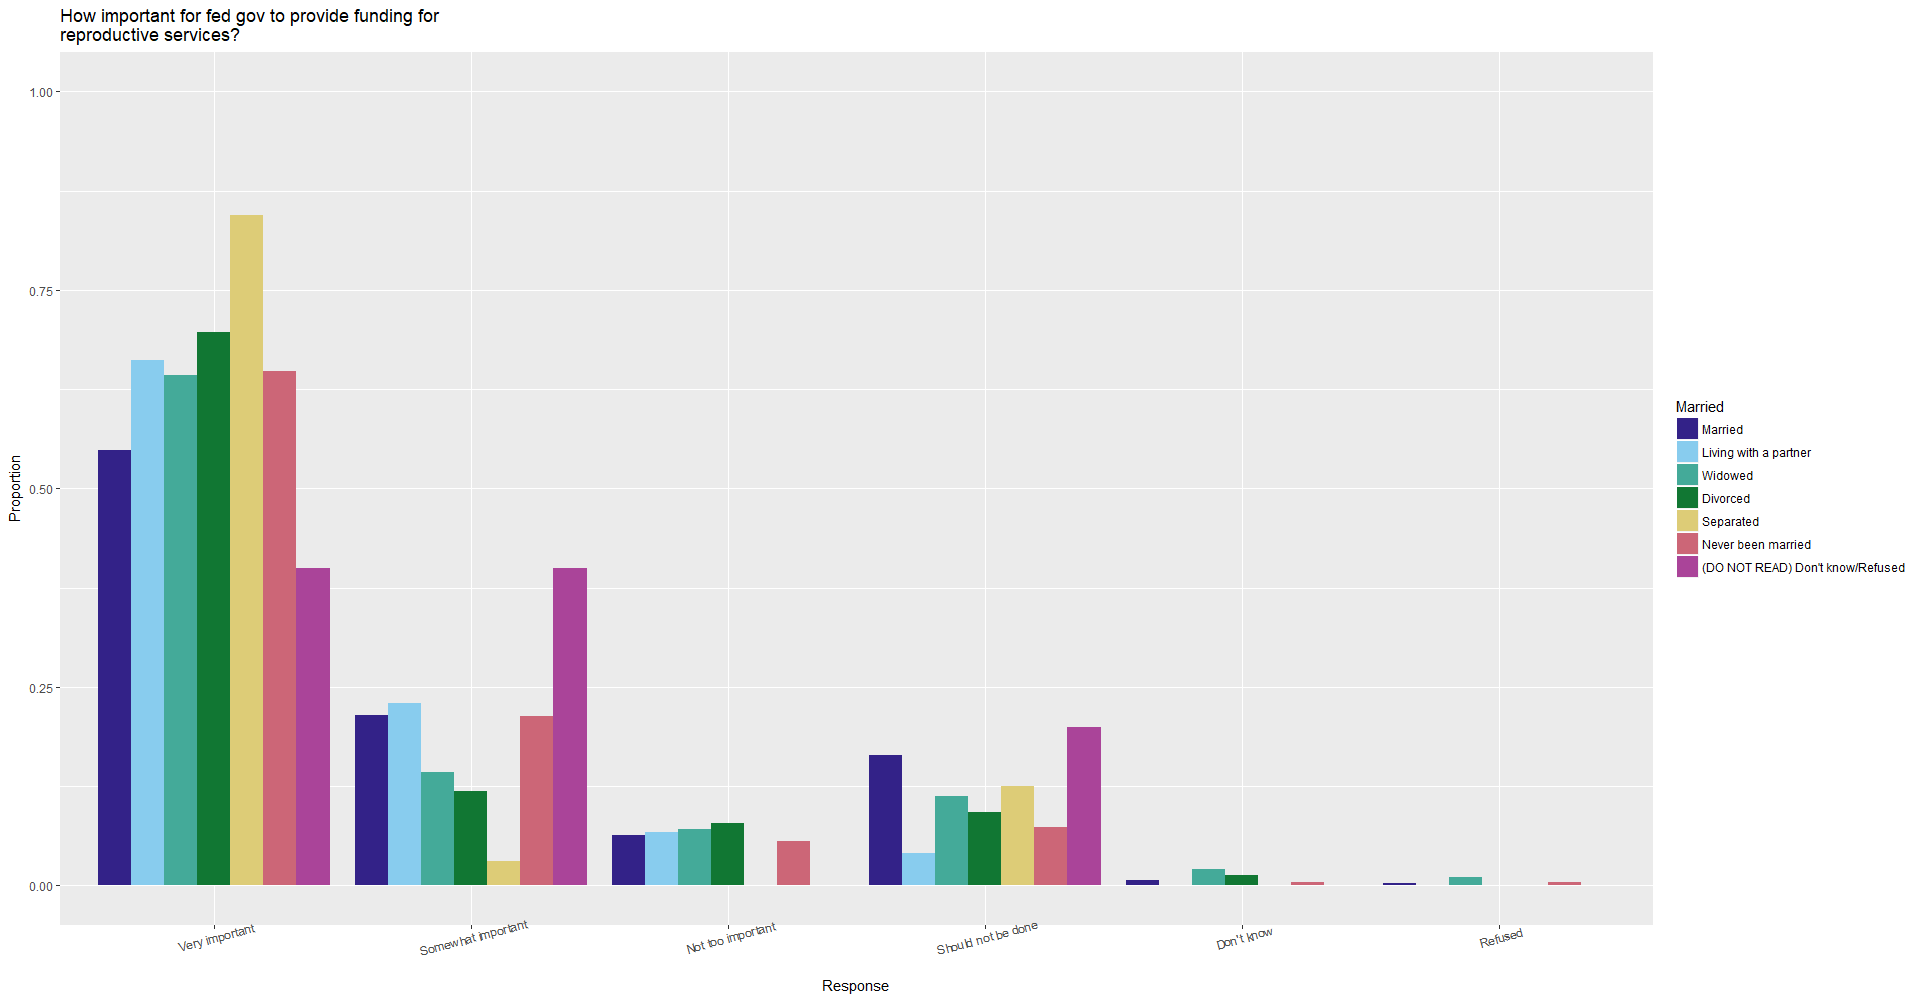 How important for fed gov to provide funding for
reproductive services?
1.00
0.75
0.50
0.25
0.00
Proportion
Very important
Somewhat important
Not too important
Should not be done
Don't know
Refused
Response
Married
Married
Living with a partner
Widowed
Divorced
Separated
Never been married
(DO NOT READ) Don't know/Refused